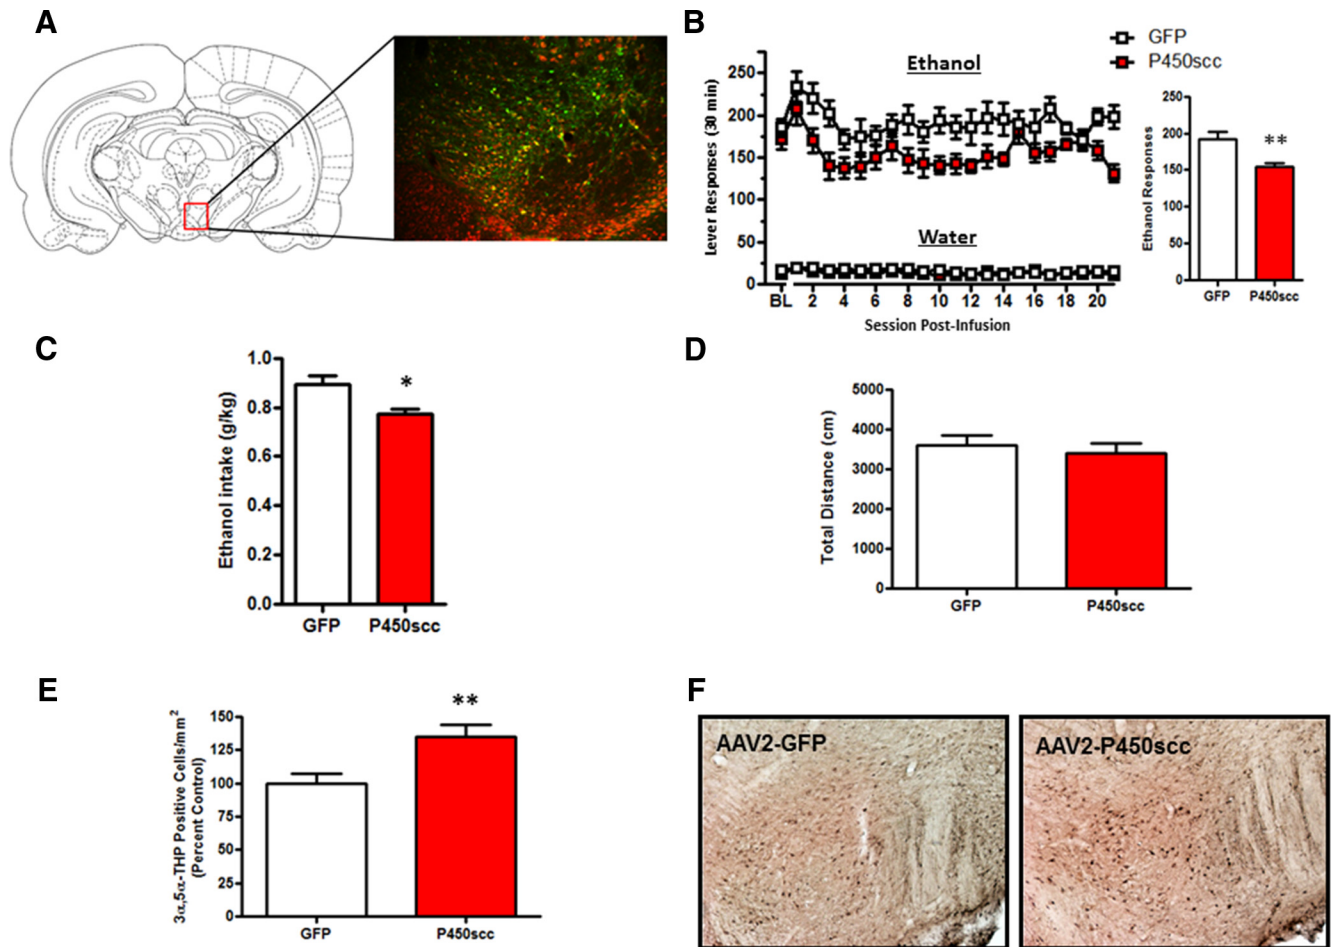 A
B
GFP
P450scc
Ethanol
Water
Lever Responses (30 min)
250
200
150
100
50
0
BL 2 4 6 8 10 12 14 16 18 20
Session Post-Infusion
Ethanol Responses
250
200
150
100
50
0
**
GFP P450scc
C
Ethanol intake (g/kg)
1.0
0.8
0.6
0.4
0.2
0.0
*
GFP P450scc
D
Total Distance (cm)
5000
4000
3000
2000
1000
0
GFP P450scc
E
3α,5α-THP Positive Cells/mm2
(Percent Control)
150
125
100
75
50
25
0
**
GFP P450scc
F
AAV2-GFP
AAV2-P450scc